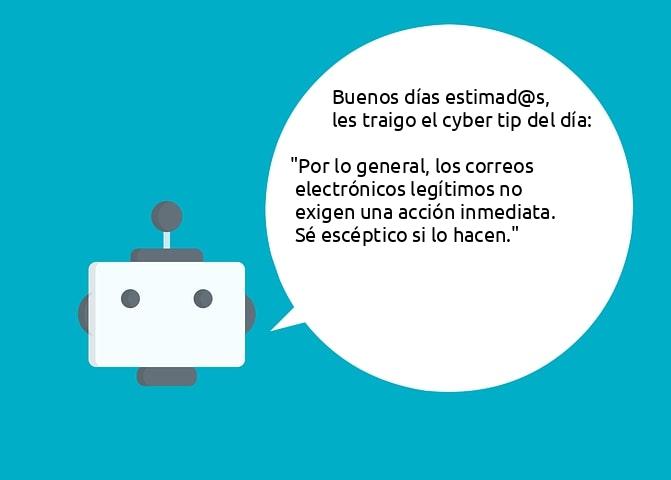 Buenos días estimad@s,
les traigo el cyber tip del día:
"Por lo general, los correos
electrónicos legítimos no
exigen una acción inmediata.
Sé escéptico si lo hacen."